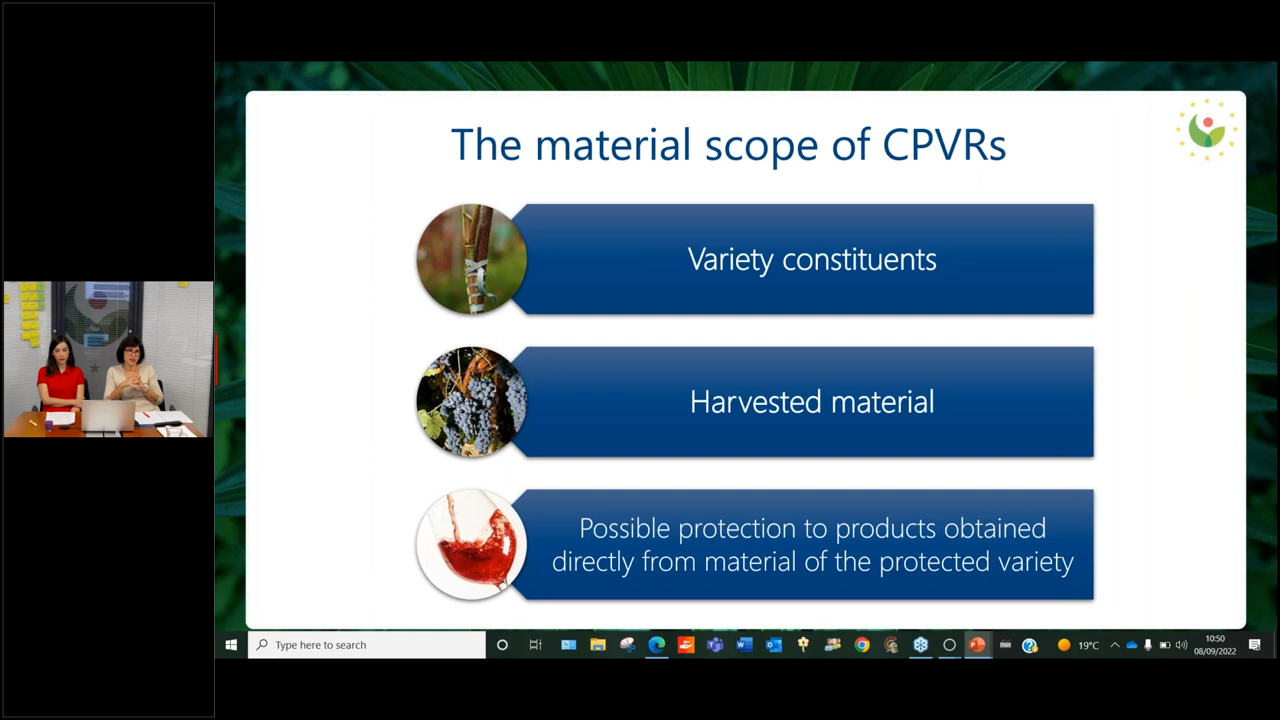 The material scope of CPVRs
Variety constituents
Harvested material
Possible protection to products obtained
directly from material of the protected variety
Type here to search
19°C
10:50
08/09/2022